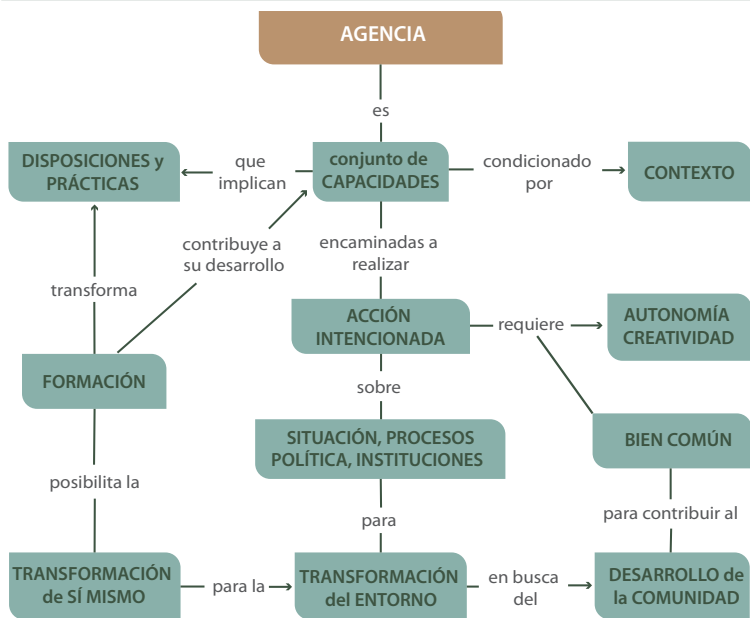 AGENCIA
es
DISPOSICIONES y
PRÁCTICAS
que
implican
conjunto de
CAPACIDADES
condicionado
por
CONTEXTO
contribuye a
su desarrollo
encaminadas a
realizar
transforma
ACCIÓN
INTENCIONADA
requiere
AUTONOMÍA
CREATIVIDAD
FORMACIÓN
sobre
SITUACIÓN, PROCESOS
POLÍTICA, INSTITUCIONES
BIEN COMÚN
posibilita la
para
para contribuir al
TRANSFORMACIÓN
de SÍ MISMO
para la
TRANSFORMACIÓN
del ENTORNO
en busca
del
DESARROLLO de
la COMUNIDAD